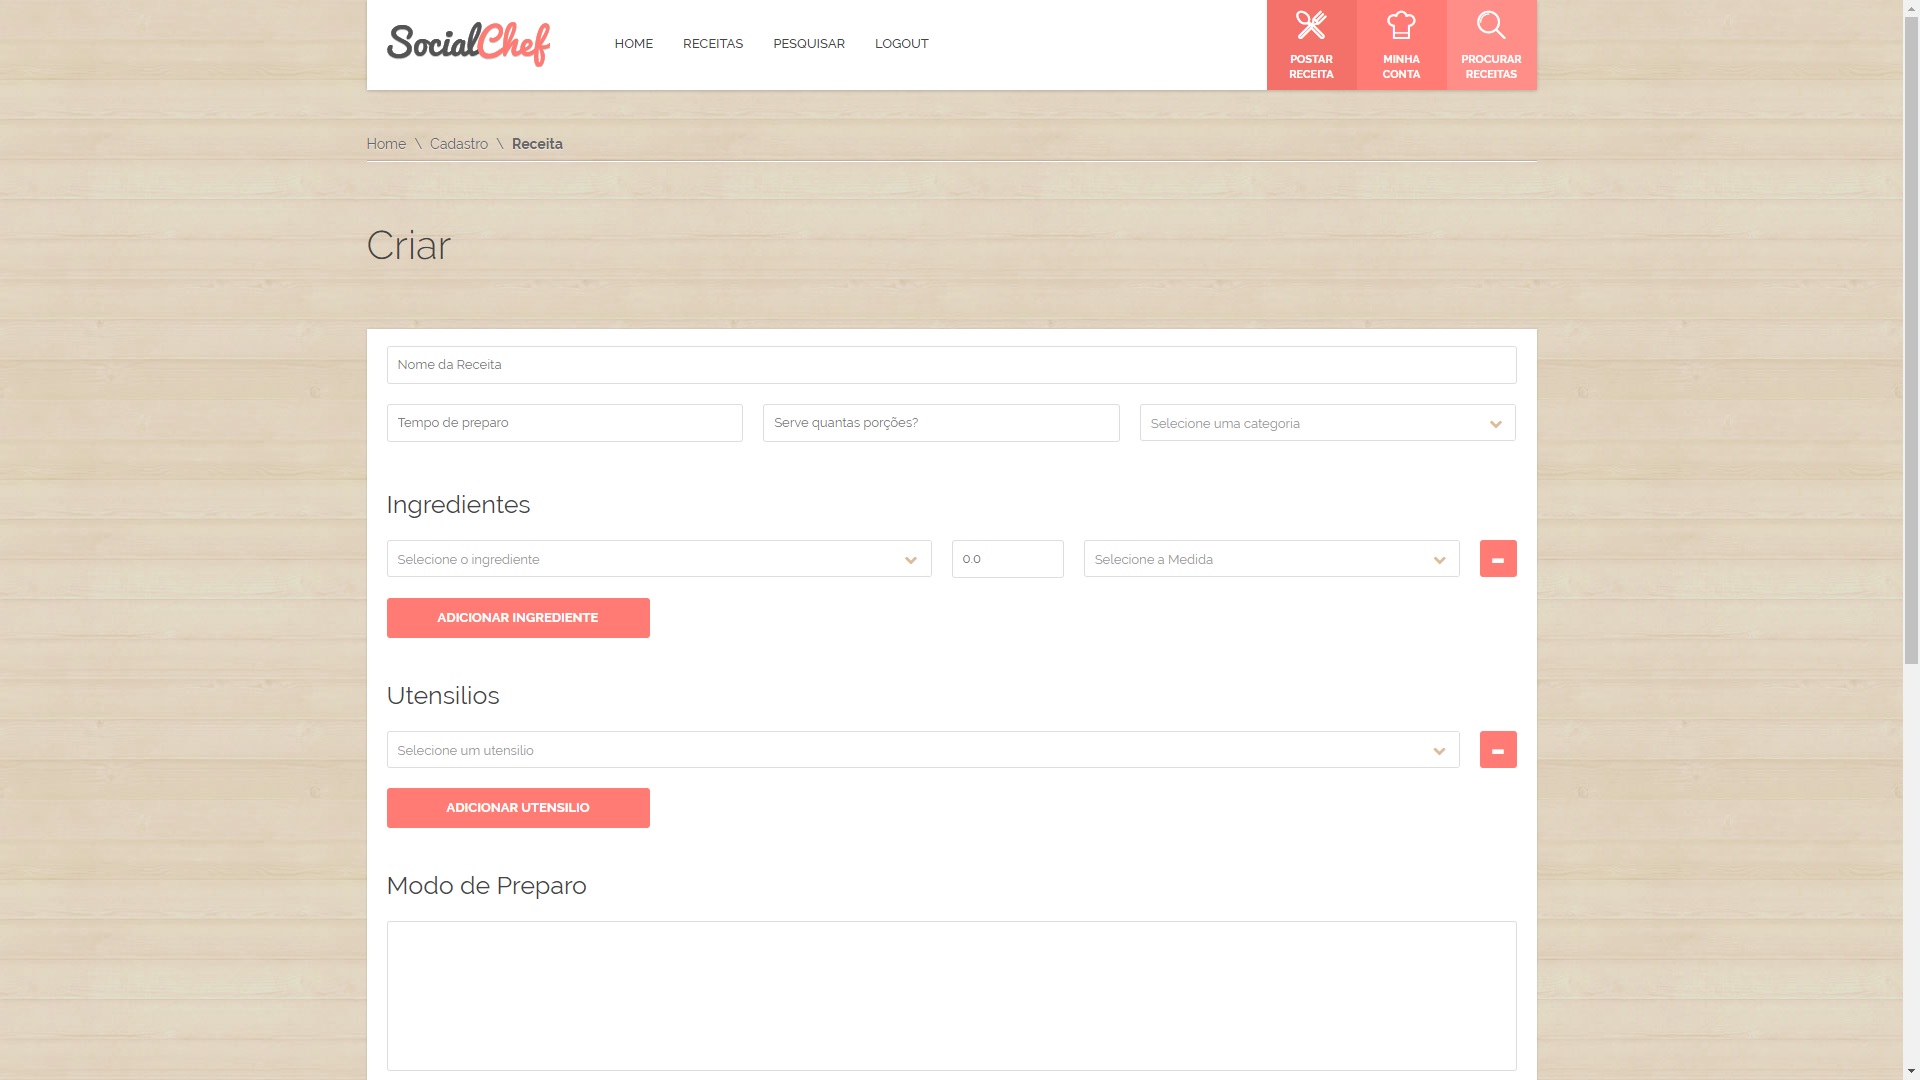 SocialChef
HOME RECEITAS PESQUISAR LOGOUT
POSTAR RECEITA
MINHA CONTA
PROCURAR RECEITAS
Home \ Cadastro \ Receita
Criar
Nome da Receita
Tempo de preparo Serve quantas porções? Selecione uma categoria
Ingredientes
Selecione o ingrediente 0.0 Selecione a Medida
ADICIONAR INGREDIENTE
Utensilios
Selecione um utensilio
ADICIONAR UTENSILIO
Modo de Preparo